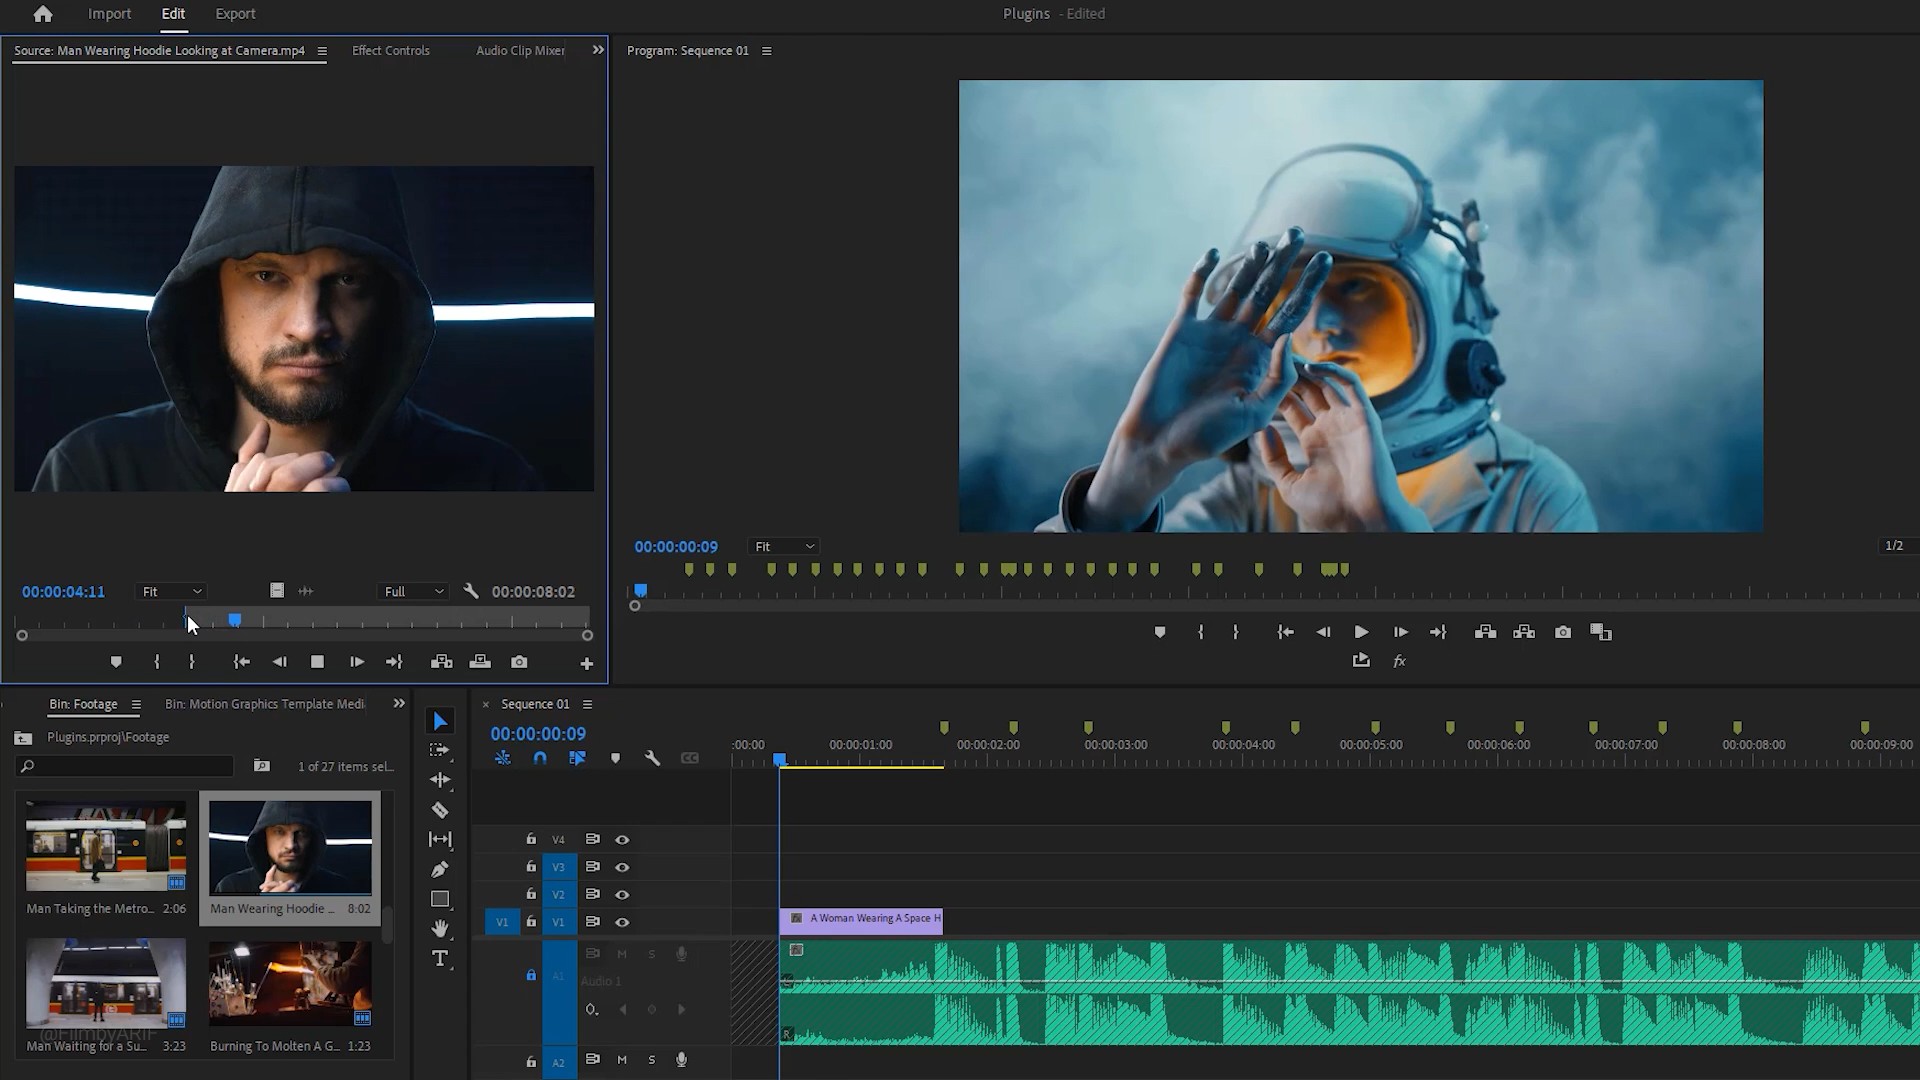 Import Edit Export
Plugins - Edited
Source: Man Wearing Hoodie Looking at Camera.mp4
Effect Controls
Audio Clip Mixer
Program: Sequence 01
00:00:04:11
Fit
Full
00:00:08:02
00:00:00:09
Fit
1/2
fx
Bin: Footage
Bin: Motion Graphics Template Medi
Plugins.prproj\Footage
1 of 27 items sel...
Man Taking the Metro... 2:06
Man Wearing Hoodie ... 8:02
@FilmbyARIF
Man Waiting for a Su... 3:23
Burning To Molten A G... 1:23
T
× Sequence 01
00:00:00:09
CC
:00:00 00:00:01:00 00:00:02:00 00:00:03:00 00:00:04:00 00:00:05:00 00:00:06:00 00:00:07:00 00:00:08:00 00:00:09:00
V4
V3
V2
V1 V1
A Woman Wearing A Space H
A1 M S
Audio 1
L
R
A2 M S